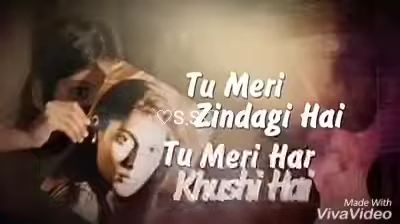 Tu Meri
♡S.S
Zindagi Hai
Tu Meri Har
Khushi Hai
Made With
VivaVideo